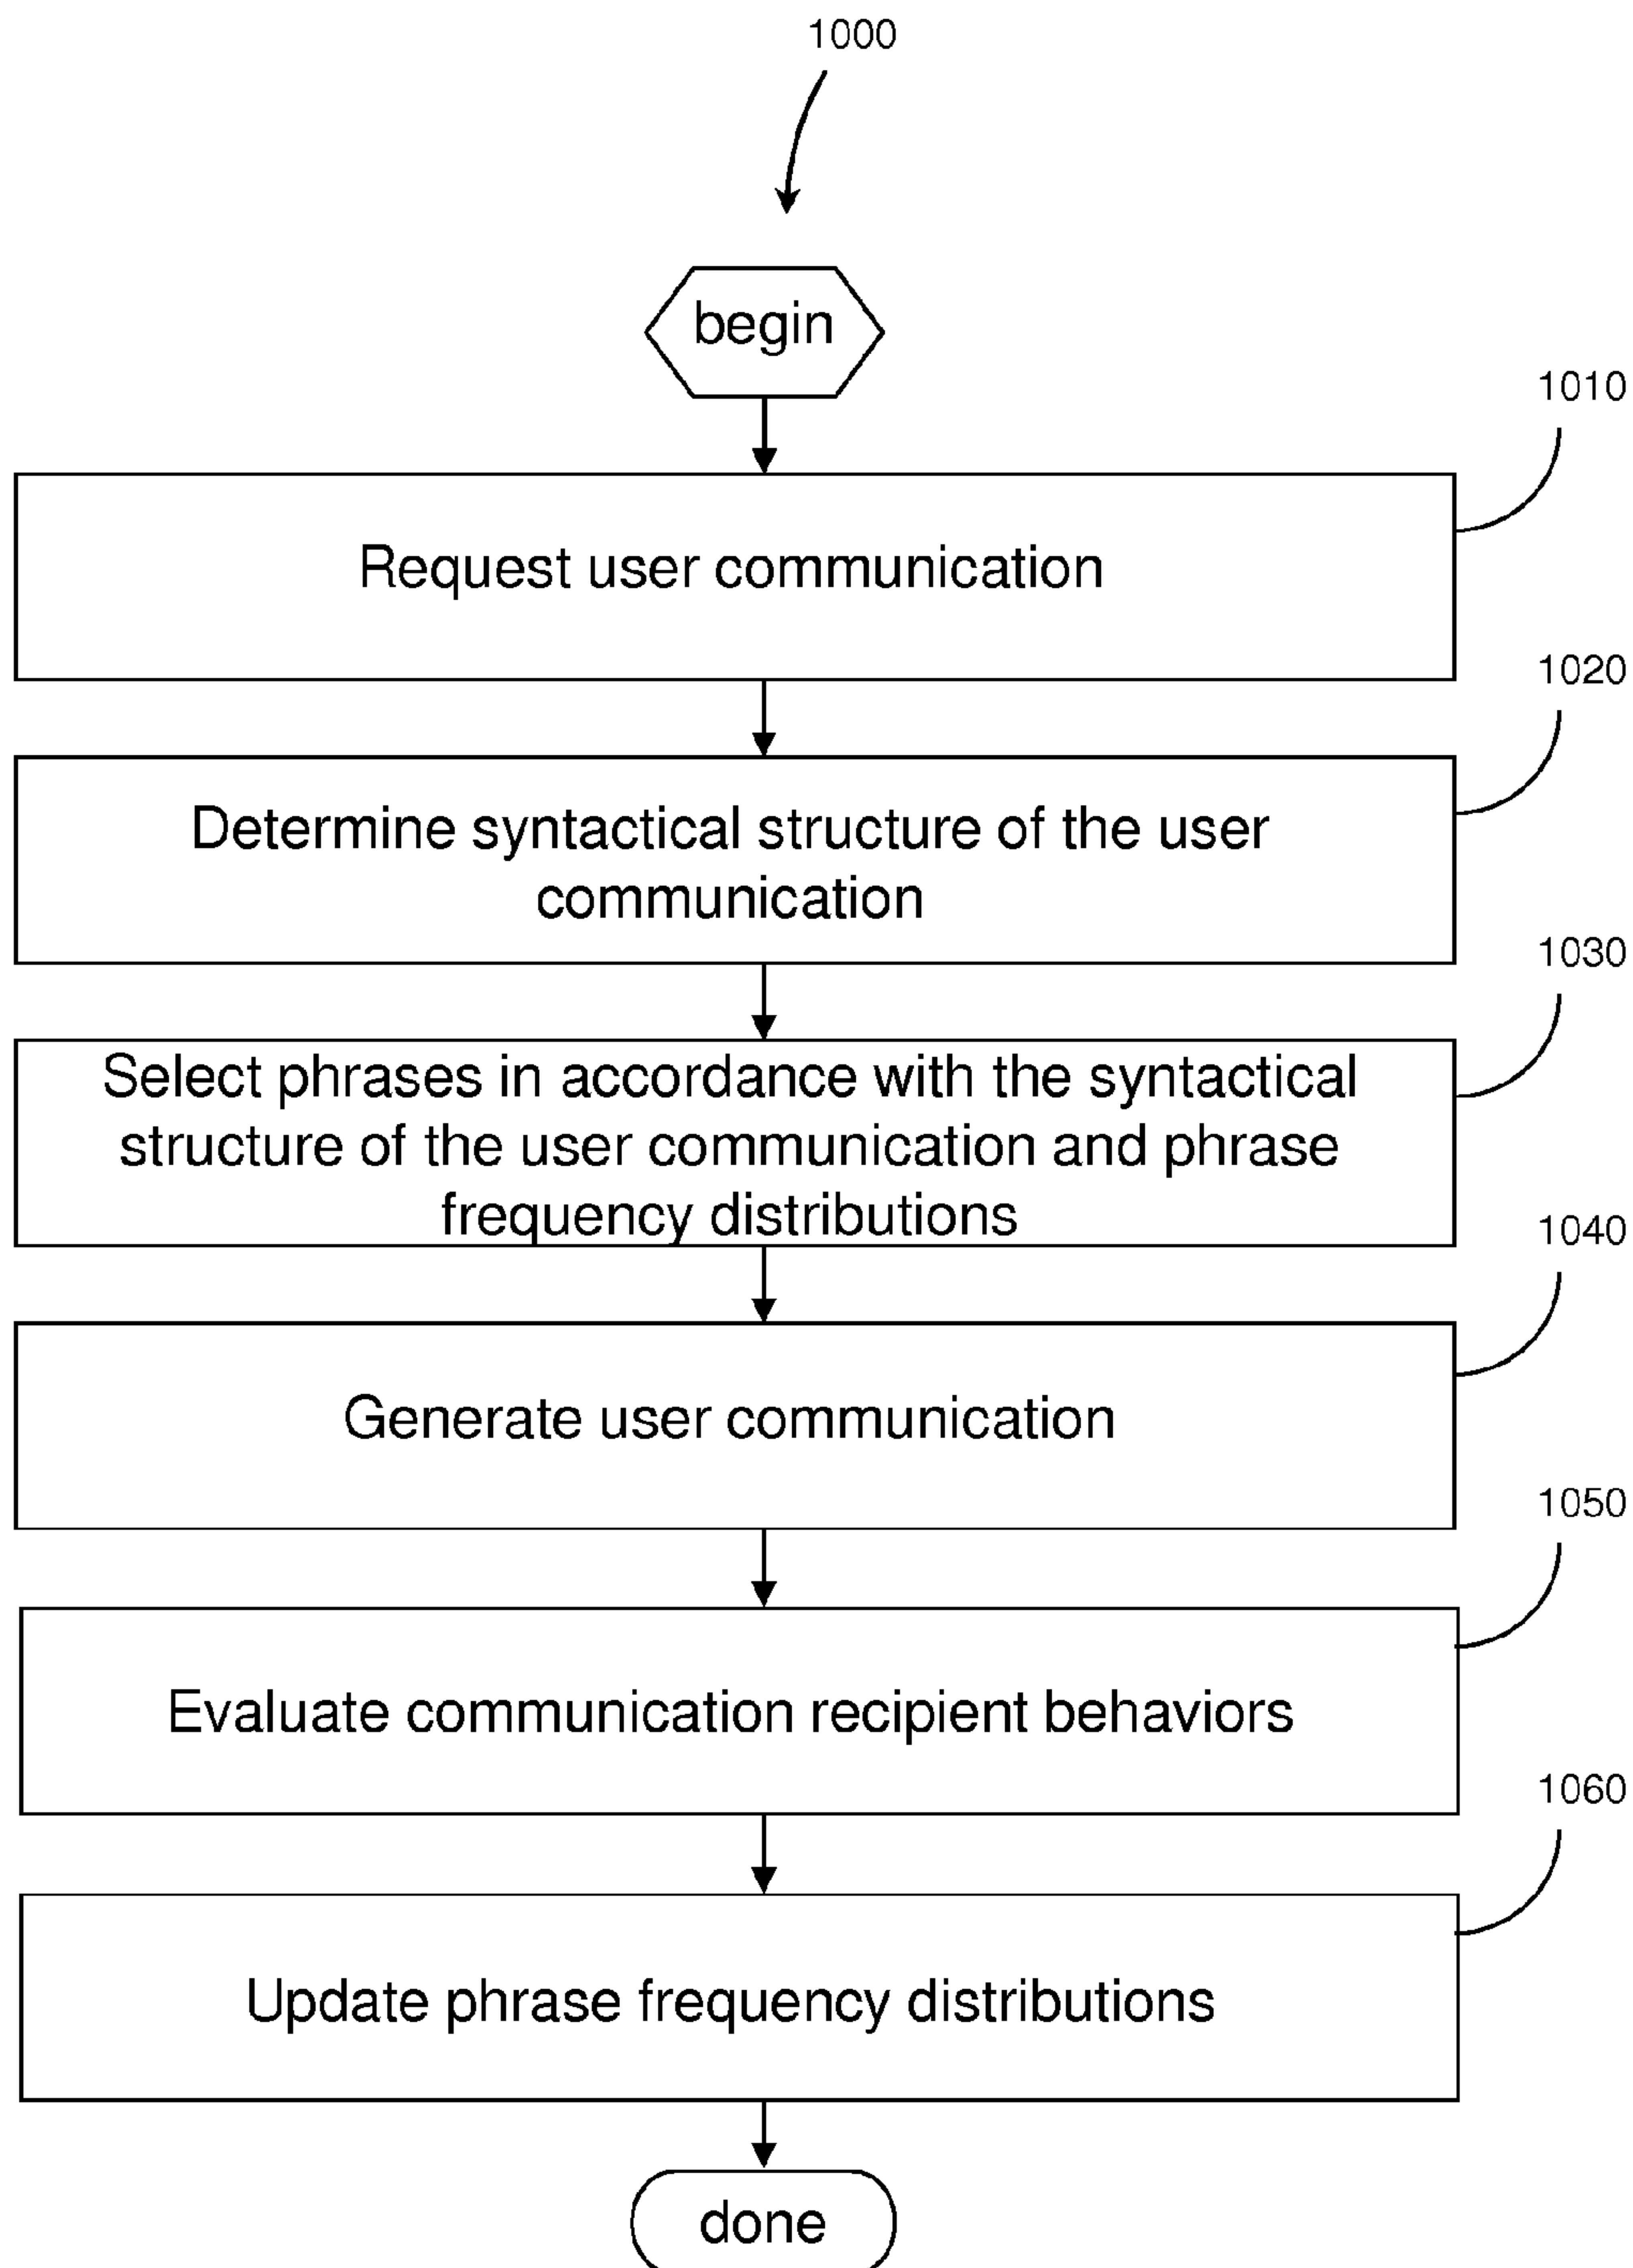 1000
begin
1010
Request user communication
1020
Determine syntactical structure of the user
communication
1030
Select phrases in accordance with the syntactical
structure of the user communication and phrase
frequency distributions
1040
Generate user communication
1050
Evaluate communication recipient behaviors
1060
Update phrase frequency distributions
done